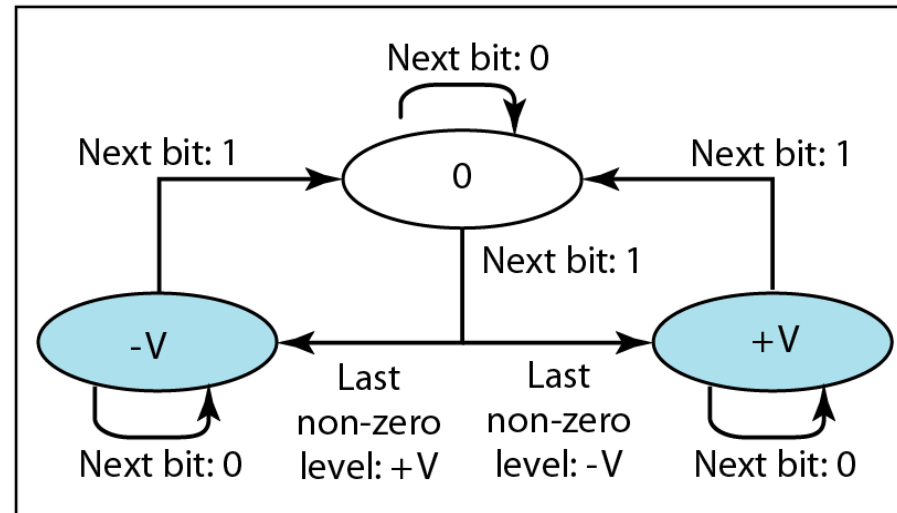 Next bit: 0
Next bit: 1
Next bit: 1
0
Next bit: 1
-V
+V
Last
non-zero
level: +V
Last
non-zero
level: -V
Next bit: 0
Next bit: 0